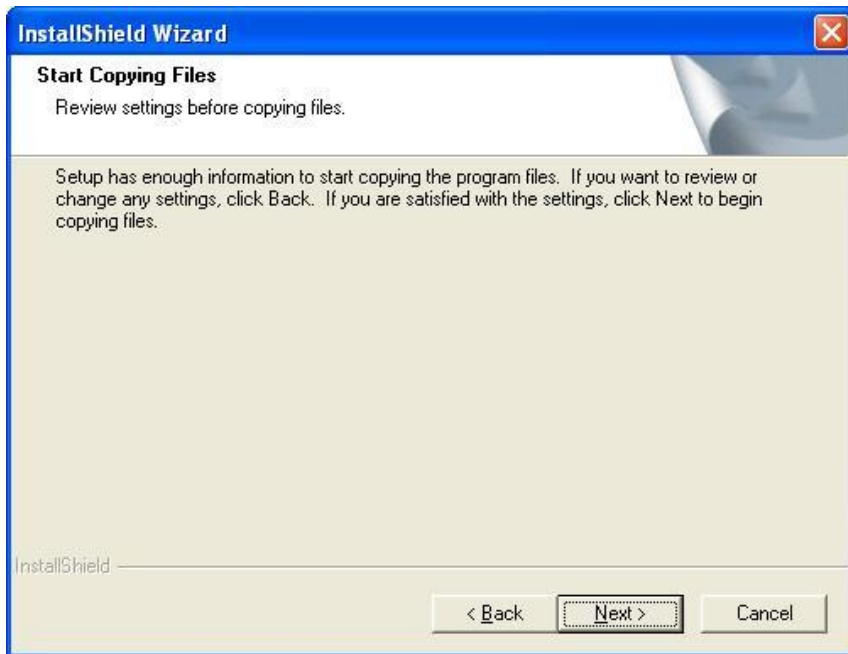 InstallShield Wizard
Start Copying Files
Review settings before copying files.
Setup has enough information to start copying the program files.  If you want to review or
change any settings, click Back.  If you are satisfied with the settings, click Next to begin
copying files.
InstallShield
< Back
Next >
Cancel